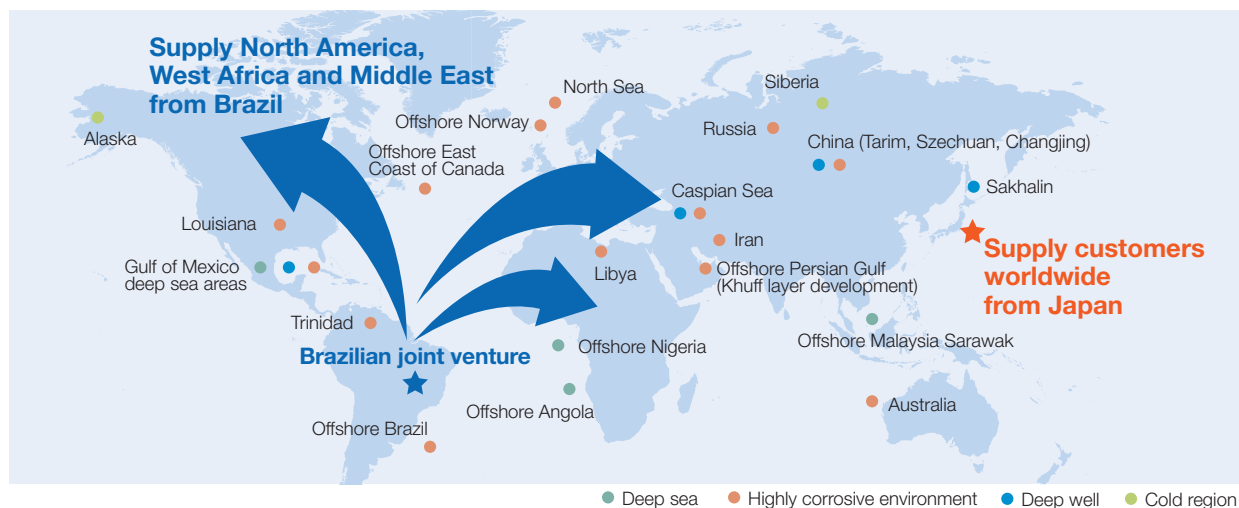 Supply North America,
West Africa and Middle East
from Brazil
North Sea
Siberia
Alaska
Offshore Norway
Russia
China (Tarim, Szechuan, Changjing)
Offshore East
Coast of Canada
Caspian Sea
Sakhalin
Louisiana
Iran
Supply customers
worldwide
from Japan
Gulf of Mexico
deep sea areas
Libya
Offshore Persian Gulf
(Khuff layer development)
Trinidad
Offshore Malaysia Sarawak
Brazilian joint venture
Offshore Nigeria
Offshore Angola
Australia
Offshore Brazil
Deep sea
Highly corrosive environment
Deep well
Cold region